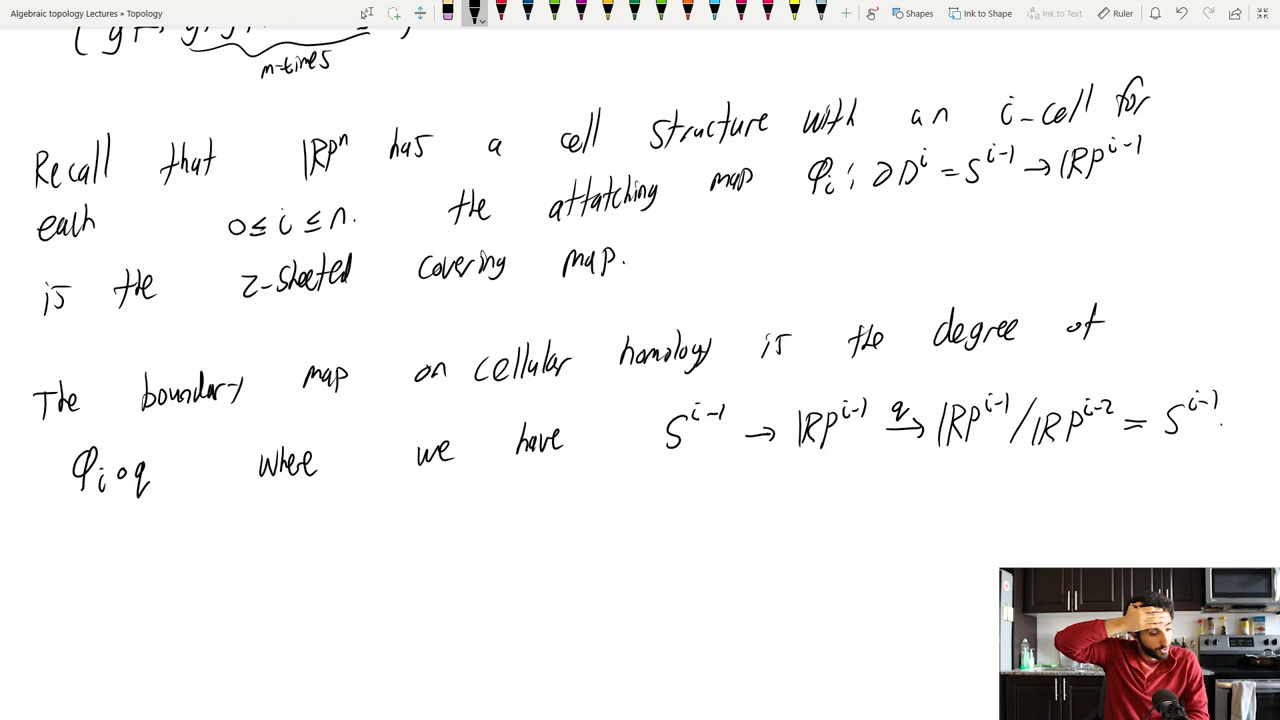 Algebraic topology Lectures » Topology
Shapes Ink to Shape Ink to Text Ruler
m-times
Recall that ℝPⁿ has a cell structure with an i-cell for
each 0≤i≤n. the attatching map φᵢ: ∂Dⁱ = Sⁱ⁻¹ → ℝPⁱ⁻¹
is the 2-sheeted covering map.
The boundary map on cellular homology is the degree of
φᵢ∘q where we have Sⁱ⁻¹ → ℝPⁱ⁻¹ q→ ℝPⁱ⁻¹/ℝPⁱ⁻² = Sⁱ⁻¹.